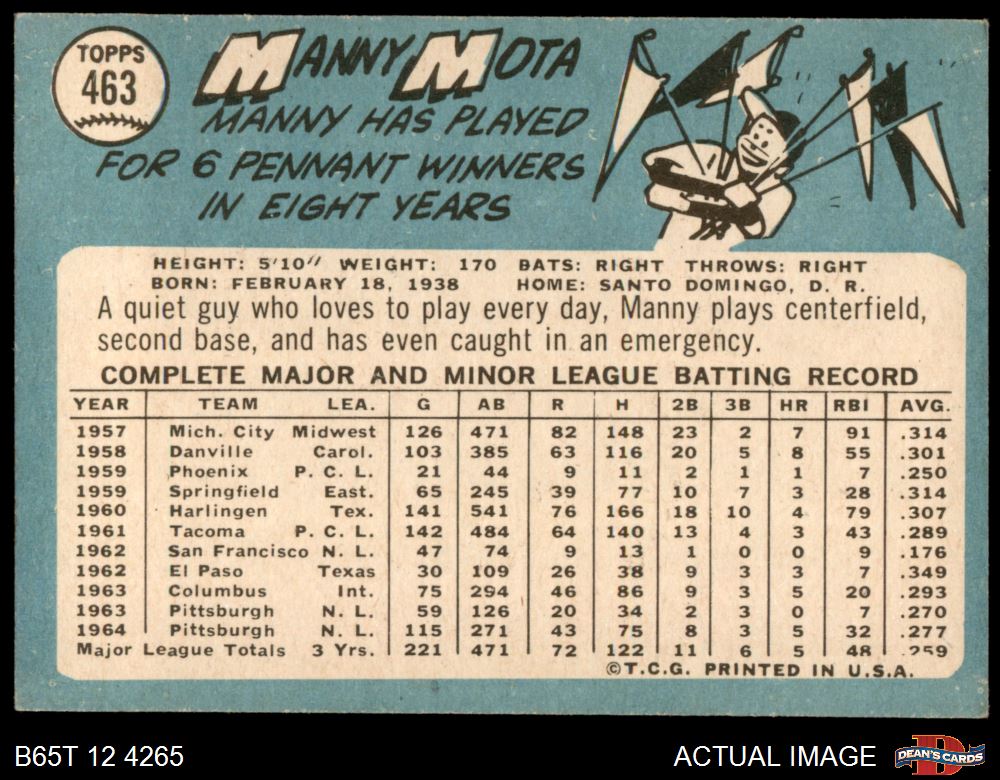 TOPPS
463
MANNY MOTA
MANNY HAS PLAYED
FOR 6 PENNANT WINNERS
IN EIGHT YEARS
HEIGHT: 5'10" WEIGHT: 170 BATS: RIGHT THROWS: RIGHT
BORN: FEBRUARY 18, 1938 HOME: SANTO DOMINGO, D. R.
A quiet guy who loves to play every day, Manny plays centerfield,
second base, and has even caught in an emergency.
COMPLETE MAJOR AND MINOR LEAGUE BATTING RECORD
YEAR TEAM LEA. G AB R H 2B 3B HR RBI AVG.
1957 Mich. City Midwest 126 471 82 148 23 2 7 91 .314
1958 Danville Carol. 103 385 63 116 20 5 8 55 .301
1959 Phoenix P. C. L. 21 44 9 11 2 1 1 7 .250
1959 Springfield East. 65 245 39 77 10 7 3 28 .314
1960 Harlingen Tex. 141 541 76 166 18 10 4 79 .307
1961 Tacoma P. C. L. 142 484 64 140 13 4 3 43 .289
1962 San Francisco N. L. 47 74 9 13 1 0 0 9 .176
1962 El Paso Texas 30 109 26 38 9 3 3 7 .349
1963 Columbus Int. 75 294 46 86 9 3 5 20 .293
1963 Pittsburgh N. L. 59 126 20 34 2 3 0 7 .270
1964 Pittsburgh N. L. 115 271 43 75 8 3 5 32 .277
Major League Totals 3 Yrs. 221 471 72 122 11 6 5 48 .259
©T.C.G. PRINTED IN U.S.A.
B65T 12 4265
ACTUAL IMAGE
DEAN'S CARDS